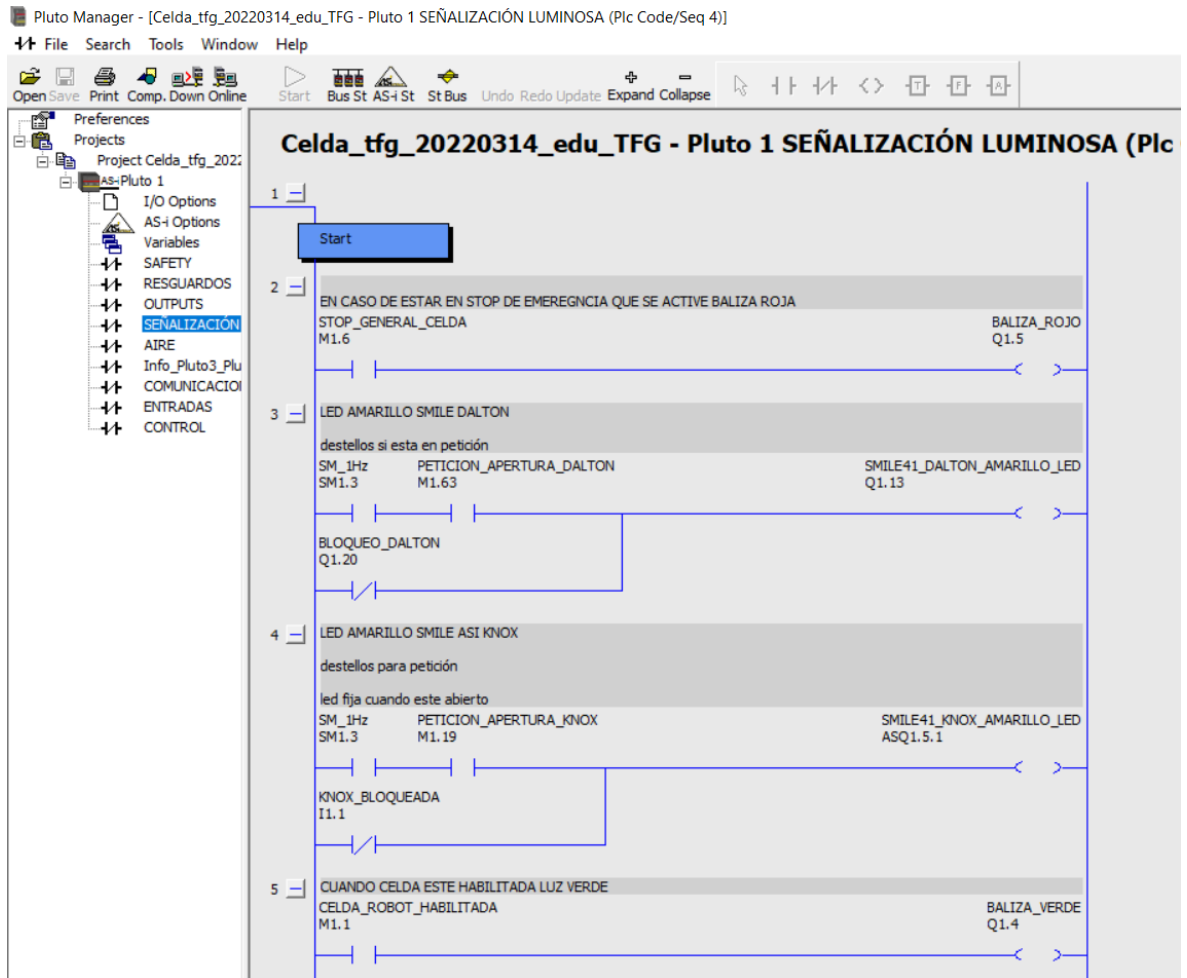 Pluto Manager - [Celda_tfg_20220314_edu_TFG - Pluto 1 SEÑALIZACIÓN LUMINOSA (Plc Code/Seq 4)]
File Search Tools Window Help
Open Save Print Comp. Down Online Start Bus St AS-i St St Bus Undo Redo Update Expand Collapse
Preferences
Projects
Project Celda_tfg_2022
AS-i Pluto 1
I/O Options
AS-i Options
Variables
SAFETY
RESGUARDOS
OUTPUTS
SEÑALIZACIÓN
AIRE
Info_Pluto3_Plu
COMUNICACIO
ENTRADAS
CONTROL
Celda_tfg_20220314_edu_TFG - Pluto 1 SEÑALIZACIÓN LUMINOSA (Plc
1
Start
2
EN CASO DE ESTAR EN STOP DE EMEREGNCIA QUE SE ACTIVE BALIZA ROJA
STOP_GENERAL_CELDA BALIZA_ROJO
M1.6 Q1.5
3 LED AMARILLO SMILE DALTON
destellos si esta en petición
SM_1Hz PETICION_APERTURA_DALTON SMILE41_DALTON_AMARILLO_LED
SM1.3 M1.63 Q1.13
BLOQUEO_DALTON
Q1.20
4 LED AMARILLO SMILE ASI KNOX
destellos para petición
led fija cuando este abierto
SM_1Hz PETICION_APERTURA_KNOX SMILE41_KNOX_AMARILLO_LED
SM1.3 M1.19 ASQ1.5.1
KNOX_BLOQUEADA
I1.1
5 CUANDO CELDA ESTE HABILITADA LUZ VERDE
CELDA_ROBOT_HABILITADA BALIZA_VERDE
M1.1 Q1.4